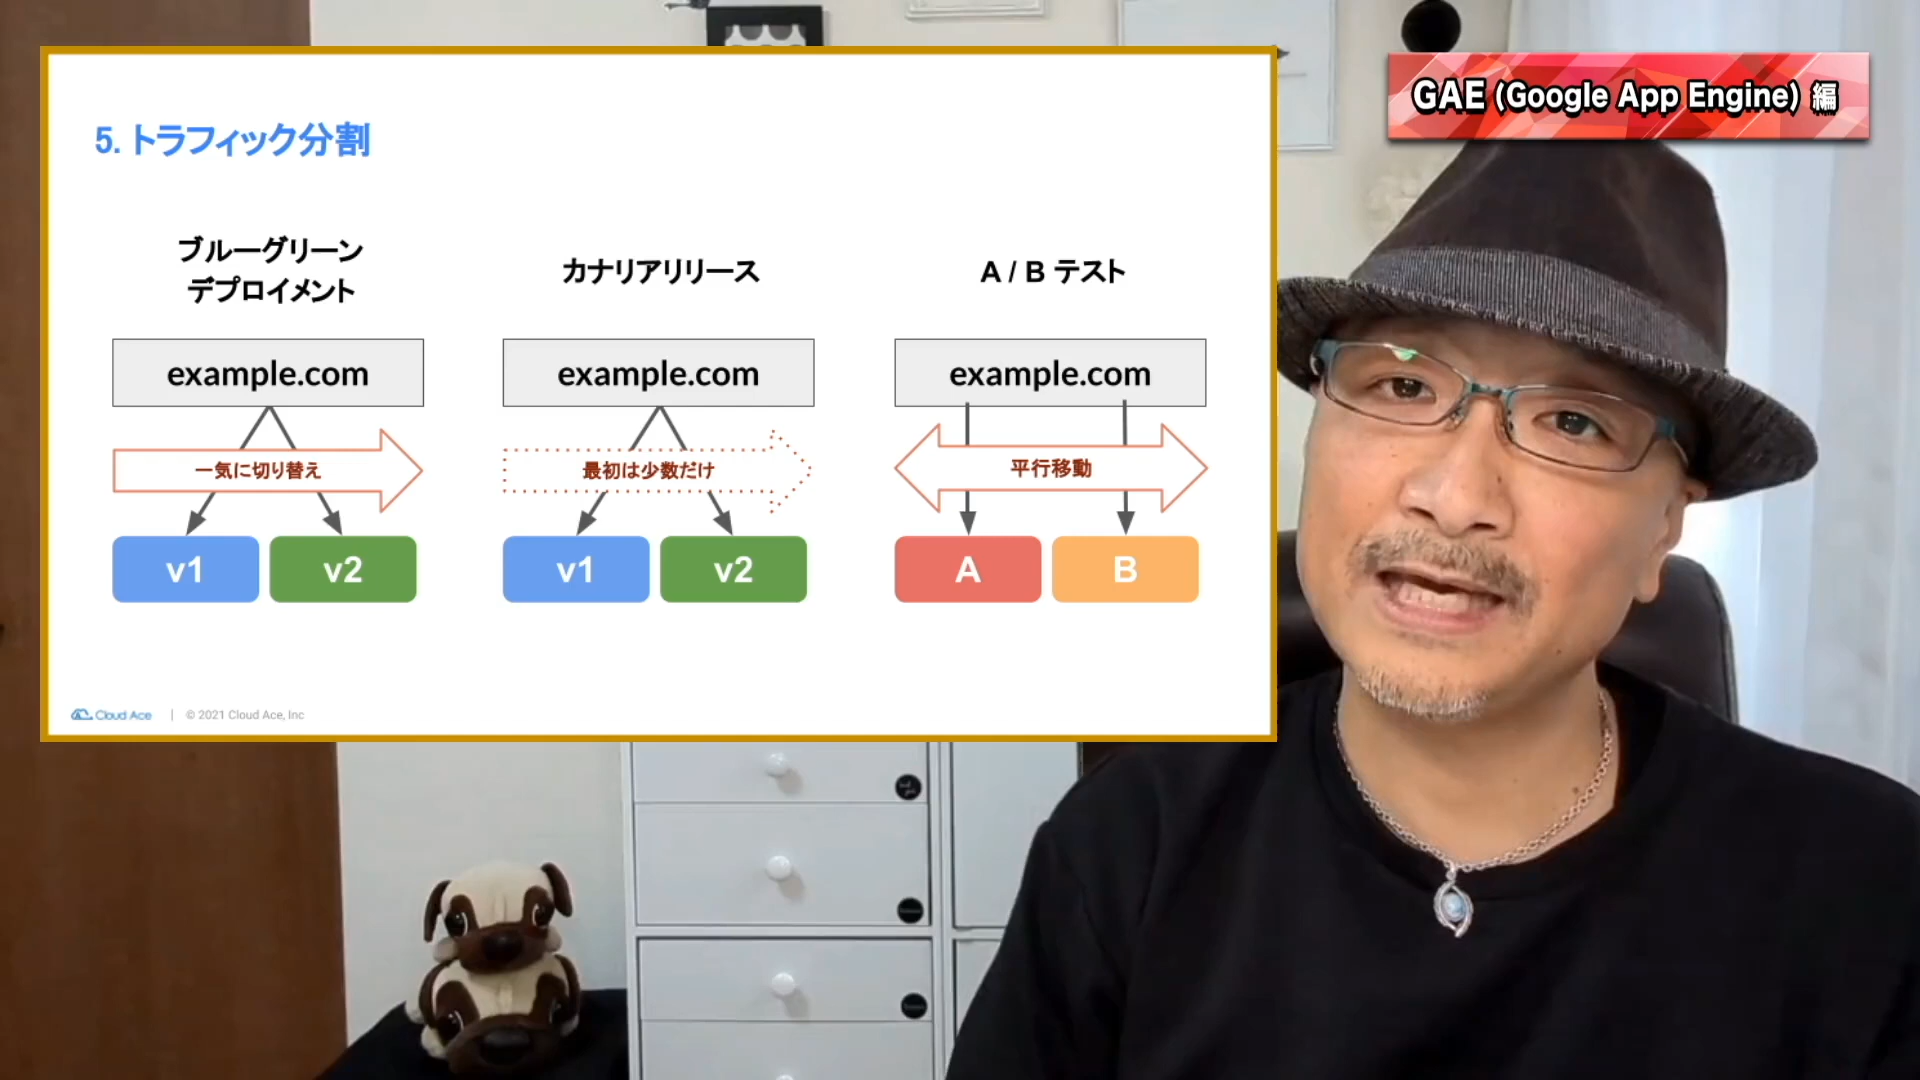 GAE (Google App Engine) 編
5. トラフィック分割
ブルーグリーン
デプロイメント
example.com
一気に切り替え
v1
v2
カナリアリリース
example.com
最初は少数だけ
v1
v2
A / B テスト
example.com
平行移動
A
B
Cloud Ace | © 2021 Cloud Ace, Inc